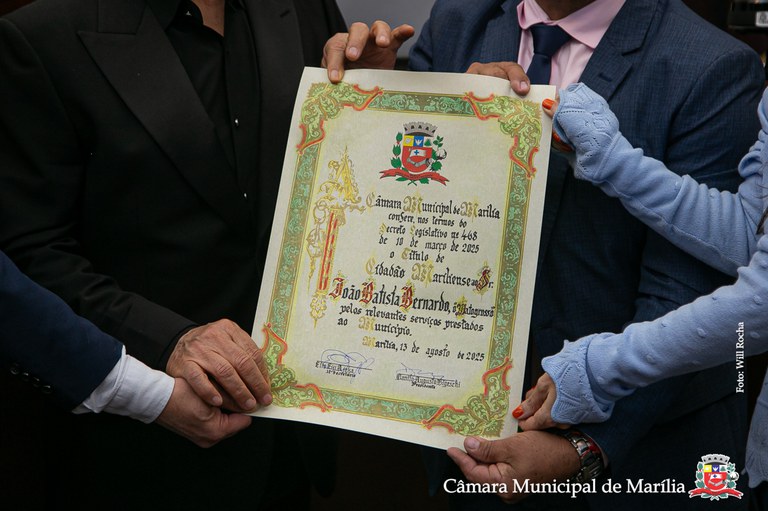 Câmara Municipal de Marília
confere, nos termos do
Decreto Legislativo nº 468
de 18 de março de 2025
o Título de
Cidadão Mariliense ao Sr.
João Batista Bernardo,
pelos relevantes serviços prestados
ao Município.
Marília, 13 de agosto de 2025
Foto: Will Rocha
Câmara Municipal de Marília